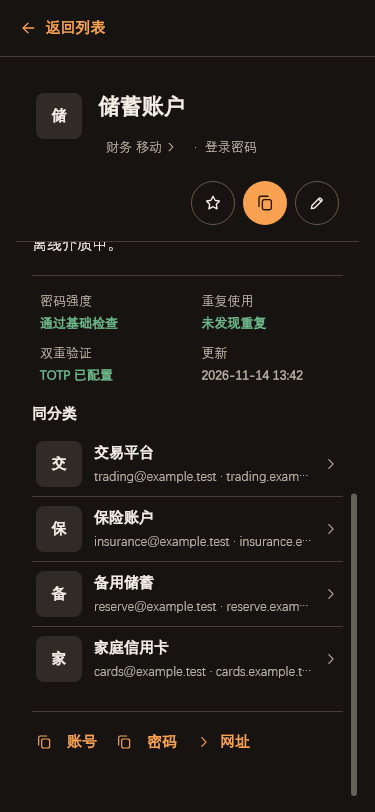 返回列表
储
储蓄账户
财务 移动 · 登录密码
离线介质中。
密码强度 重复使用
通过基础检查 未发现重复
双重验证 更新
TOTP 已配置 2026-11-14 13:42
同分类
交
交易平台
trading@example.test · trading.exam…
保
保险账户
insurance@example.test · insurance.e…
备
备用储蓄
reserve@example.test · reserve.exam…
家
家庭信用卡
cards@example.test · cards.example.t…
账号 密码 网址